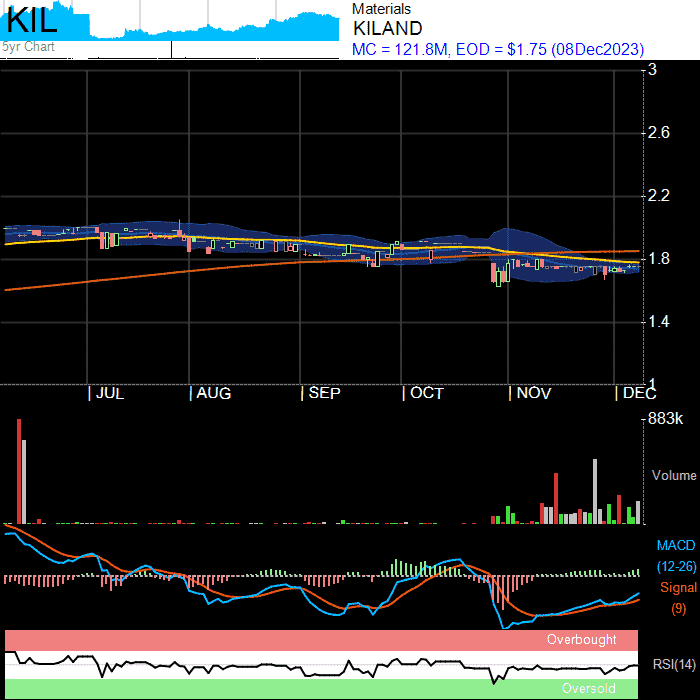 KIL
5yr Chart
Materials
KILAND
MC = 121.8M, EOD = $1.75 (08Dec2023)
3
2.6
2.2
1.8
1.4
1
JUL
AUG
SEP
OCT
NOV
DEC
883k
Volume
MACD
(12-26)
Signal
(9)
Overbought
RSI(14)
Oversold